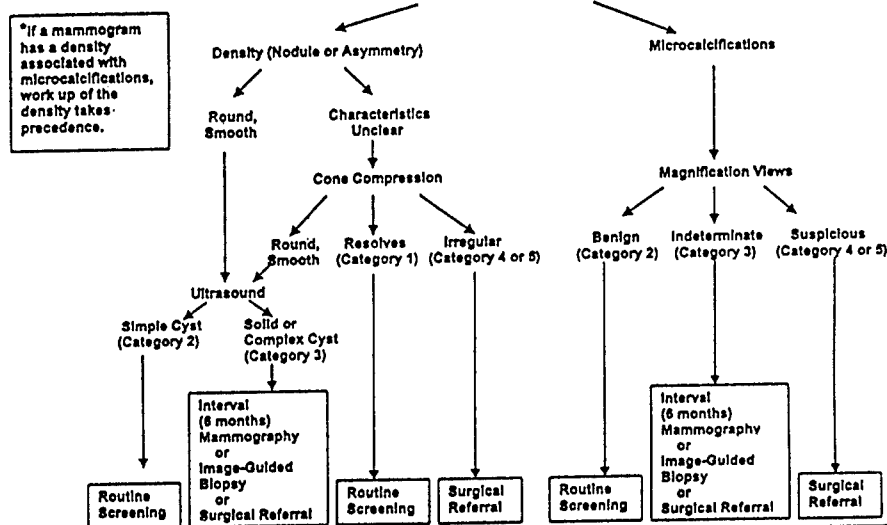 *If a mammogram
has a density
associated with
microcalcifications,
work up of the
density takes
precedence.
Density (Nodule or Asymmetry)
Microcalcifications
Round,
Smooth
Characteristics
Unclear
Cone Compression
Magnification Views
Round,
Smooth
Resolves
(Category 1)
Irregular
(Category 4 or 5)
Benign
(Category 2)
Indeterminate
(Category 3)
Suspicious
(Category 4 or 5)
Ultrasound
Simple Cyst
(Category 2)
Solid or
Complex Cyst
(Category 3)
Routine
Screening
Interval
(6 months)
Mammography
or
Image-Guided
Biopsy
or
Surgical Referral
Routine
Screening
Surgical
Referral
Routine
Screening
Interval
(6 months)
Mammography
or
Image-Guided
Biopsy
or
Surgical Referral
Surgical
Referral